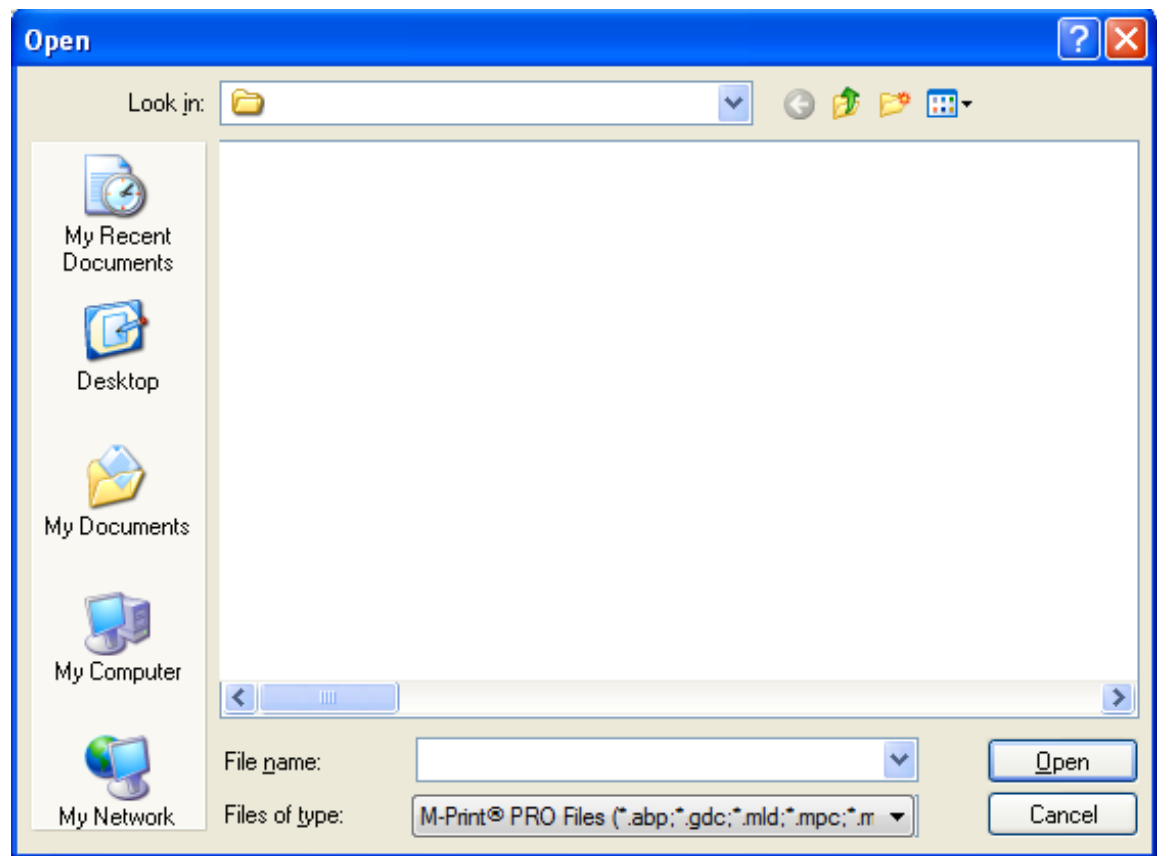 Open
Look in:
My Recent
Documents
Desktop
My Documents
My Computer
My Network
File name:
Open
Files of type:
M-Print® PRO Files (*.abp;*.gdc;*.mld;*.mpc;*.m
Cancel